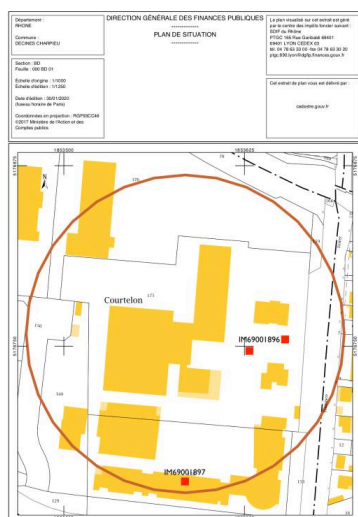 Département :
RHONE
Commune :
DECINES CHARPIEU
Section : BD
Feuille : 000 BD 01
Échelle d'origine : 1/1000
Échelle d'édition : 1/1250
Date d'édition : 30/01/2020
(fuseau horaire de Paris)
Coordonnées en projection : RGF93CC46
©2017 Ministère de l'Action et des
Comptes publics
DIRECTION GÉNÉRALE DES FINANCES PUBLIQUES
PLAN DE SITUATION
Le plan visualisé sur cet extrait est géré
par le centre des impôts foncier suivant :
SDIF du Rhône
PTGC 165 Rue Garibaldi 69401
69401 LYON CEDEX 03
Cet extrait de plan vous est délivré par :
cadastre.gouv.fr
1853500
1853625
N
Courtelon
IM69001896
IM69001897